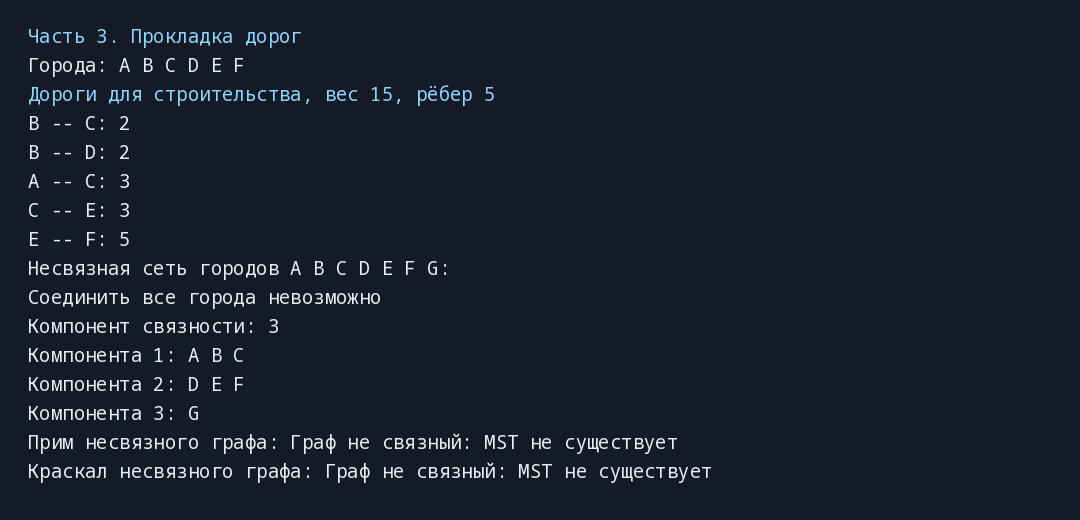 Часть 3. Прокладка дорог
Города: A B C D E F
Дороги для строительства, вес 15, рёбер 5
B -- C: 2
B -- D: 2
A -- C: 3
C -- E: 3
E -- F: 5
Несвязная сеть городов A B C D E F G:
Соединить все города невозможно
Компонент связности: 3
Компонента 1: A B C
Компонента 2: D E F
Компонента 3: G
Прим несвязного графа: Граф не связный: MST не существует
Краскал несвязного графа: Граф не связный: MST не существует